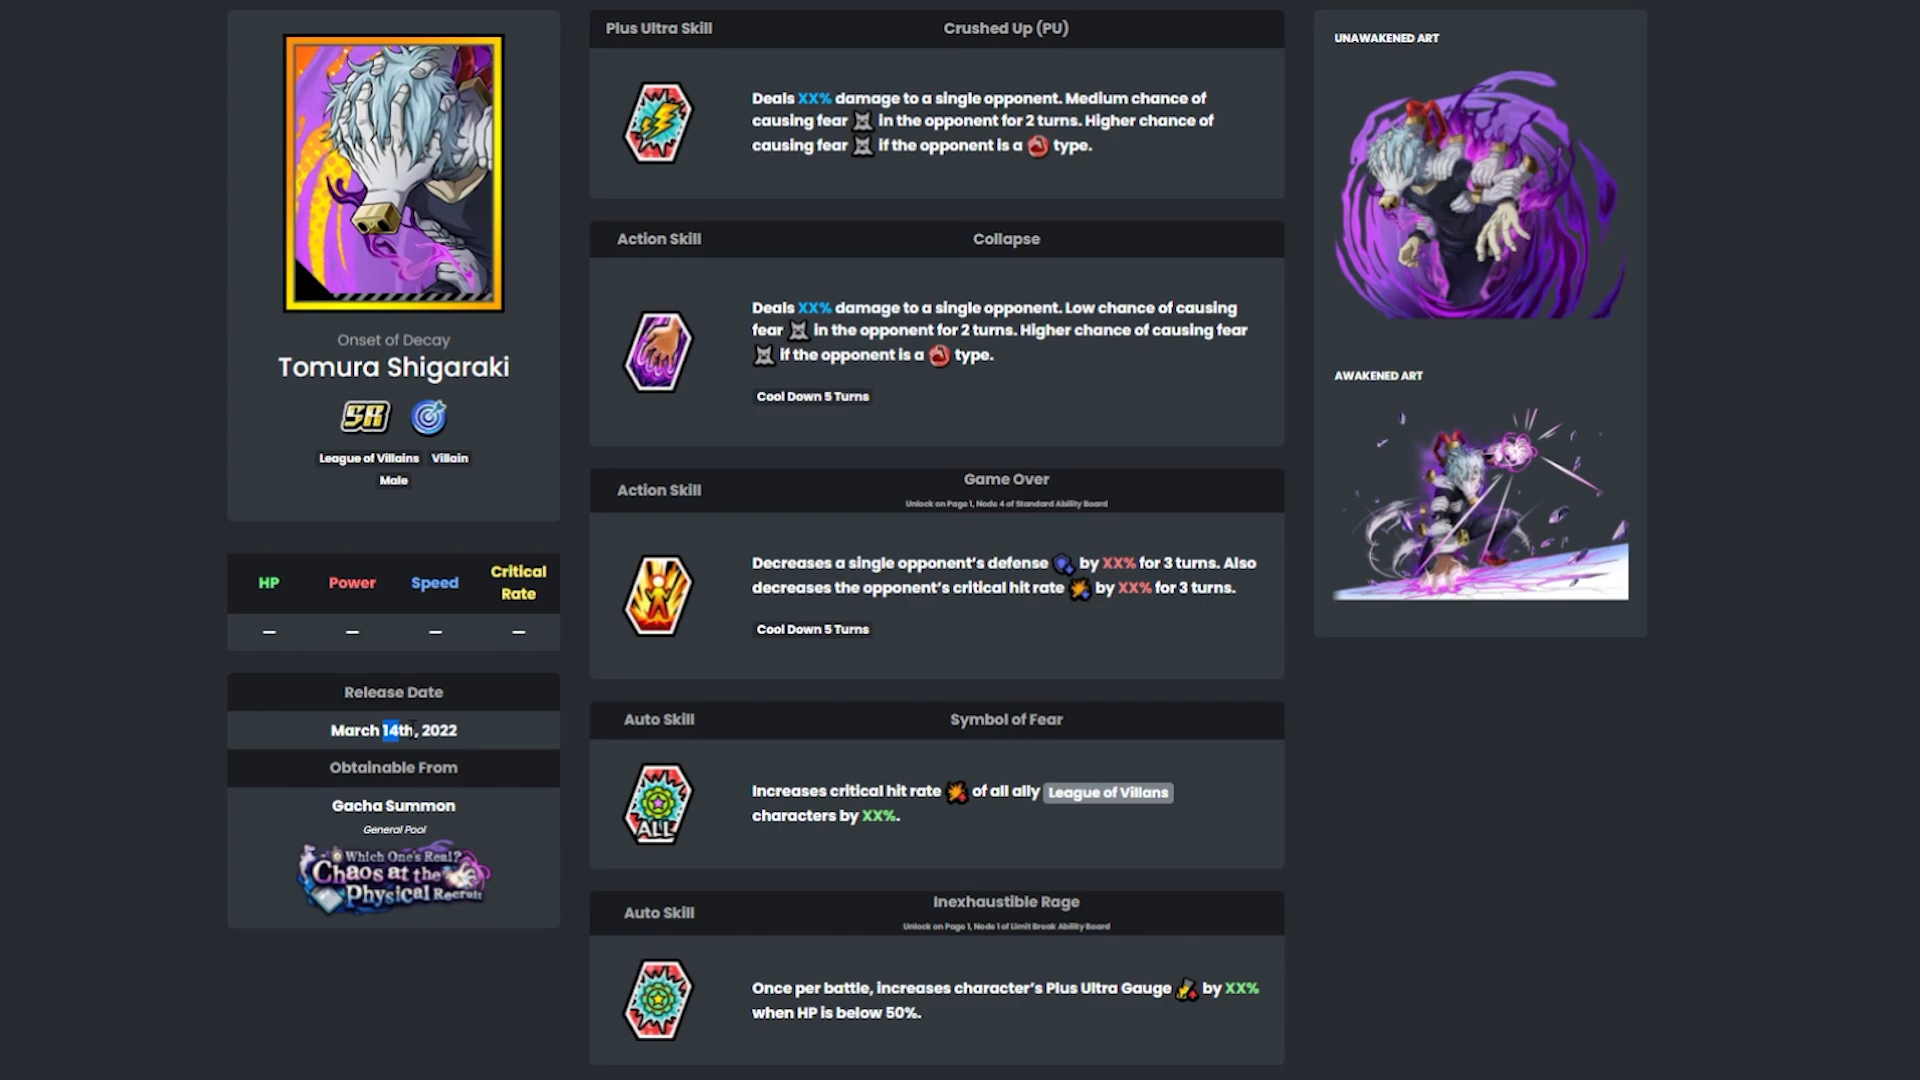 Onset of Decay
Tomura Shigaraki
SR
League of Villains Villain
Male
HP Power Speed Critical Rate
— — — —
Release Date
March 14th, 2022
Obtainable From
Gacha Summon
General Pool
Which One's Real?
Chaos at the
Physical Recruit
Plus Ultra Skill Crushed Up (PU)
Deals XX% damage to a single opponent. Medium chance of
causing fear in the opponent for 2 turns. Higher chance of
causing fear if the opponent is a type.
Action Skill Collapse
Deals XX% damage to a single opponent. Low chance of causing
fear in the opponent for 2 turns. Higher chance of causing fear
if the opponent is a type.
Cool Down 5 Turns
Action Skill Game Over
Unlock on Page 1, Node 4 of Standard Ability Board
Decreases a single opponent's defense by XX% for 3 turns. Also
decreases the opponent's critical hit rate by XX% for 3 turns.
Cool Down 5 Turns
Auto Skill Symbol of Fear
ALL
Increases critical hit rate of all ally League of Villans
characters by XX%.
Auto Skill Inexhaustible Rage
Unlock on Page 1, Node 1 of Limit Break Ability Board
Once per battle, increases character's Plus Ultra Gauge by XX%
when HP is below 50%.
UNAWAKENED ART
AWAKENED ART